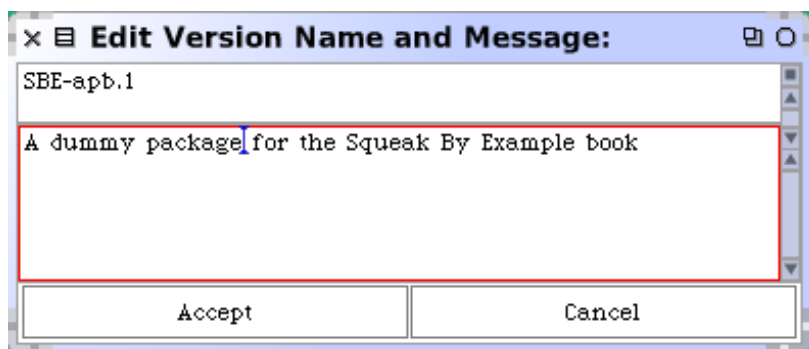 Edit Version Name and Message:
SBE-apb.1
A dummy package for the Squeak By Example book
Accept
Cancel